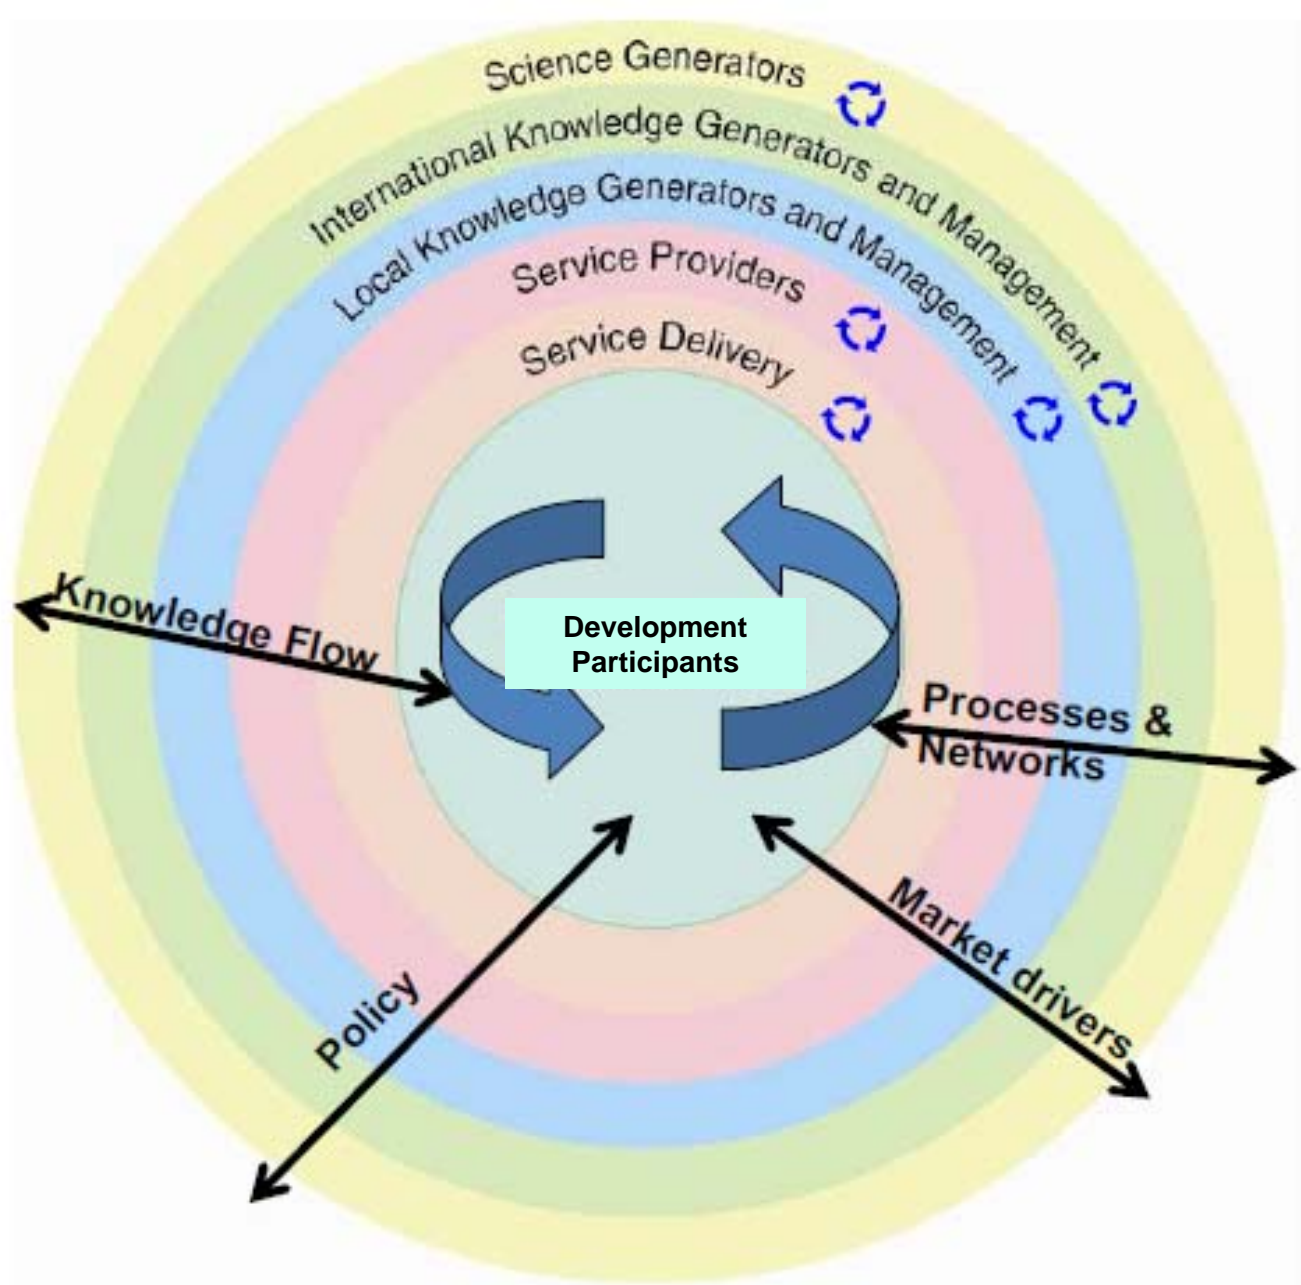 Science Generators
International Knowledge Generators and Management
Local Knowledge Generators and Management
Service Providers
Service Delivery
Knowledge Flow
Development
Participants
Processes &
Networks
Market drivers
Policy